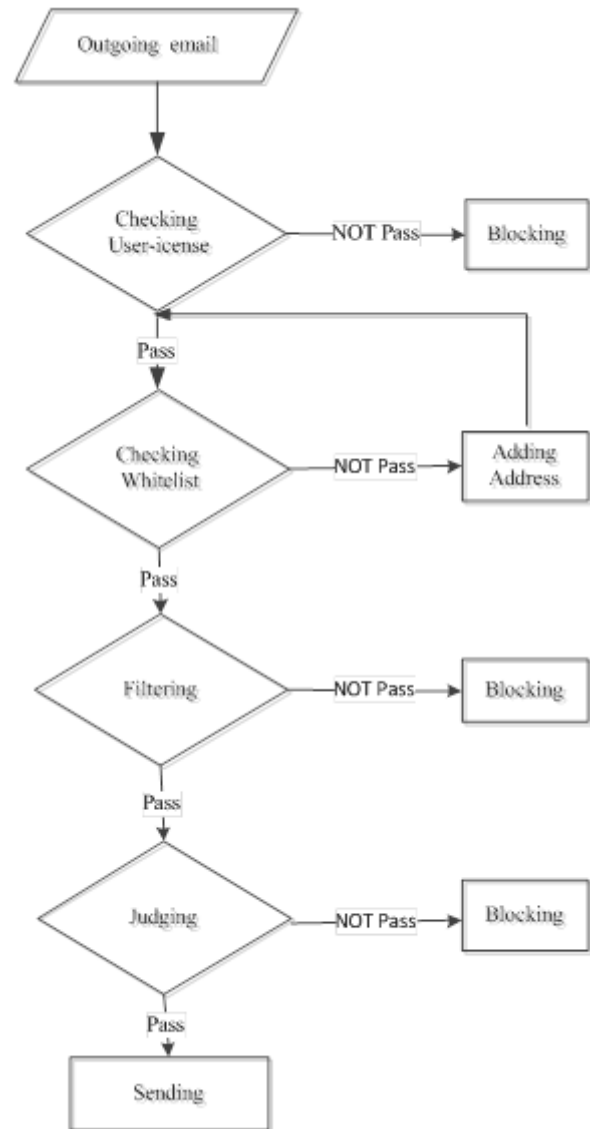 Outgoing email
Checking
User-icense
NOT Pass
Blocking
Pass
Checking
Whitelist
NOT Pass
Adding
Address
Pass
Filtering
NOT Pass
Blocking
Pass
Judging
NOT Pass
Blocking
Pass
Sending